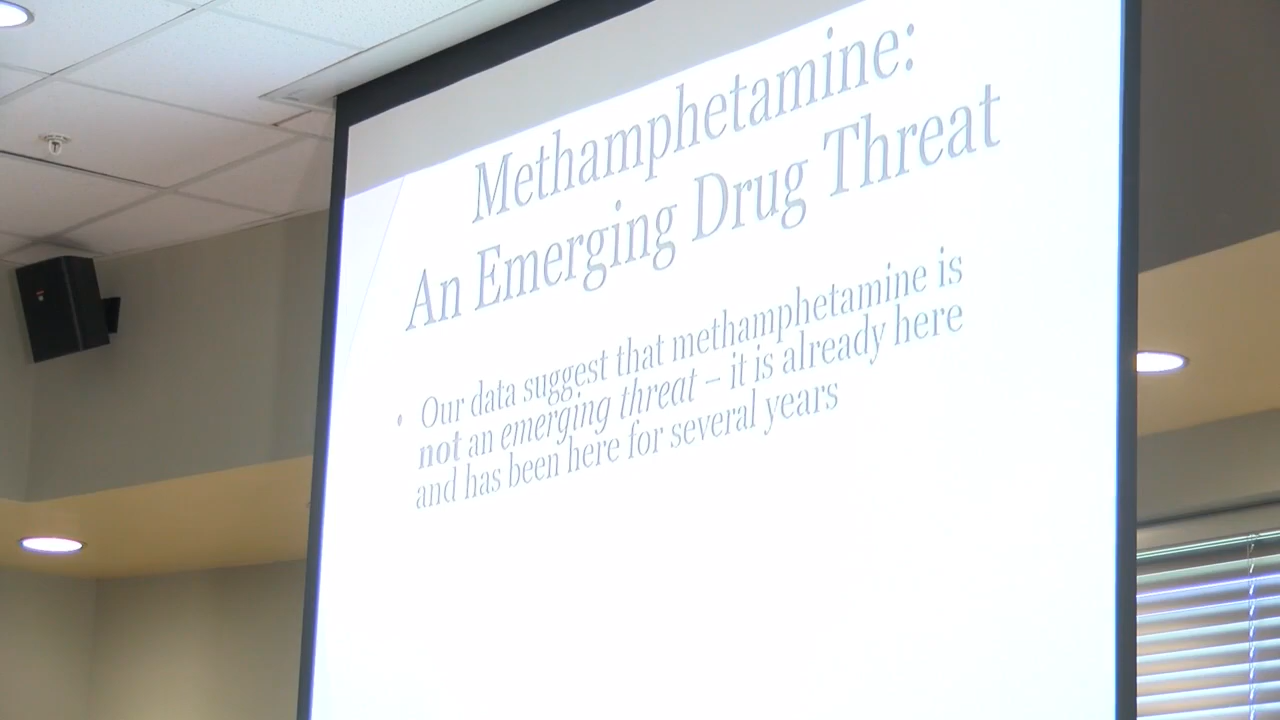 Methamphetamine:
An Emerging Drug Threat
• Our data suggest that methamphetamine is
not an emerging threat – it is already here
and has been here for several years